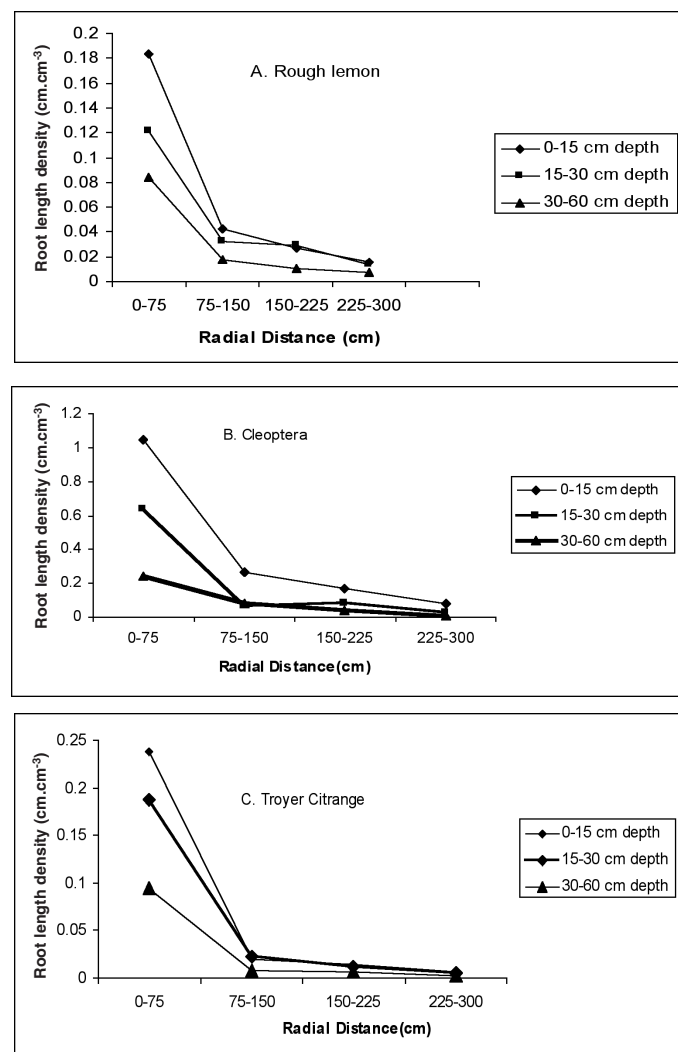 A. Rough lemon
Root length density (cm.cm-3)
0.2
0.18
0.16
0.14
0.12
0.1
0.08
0.06
0.04
0.02
0
0-75 75-150 150-225 225-300
Radial Distance (cm)
0-15 cm depth
15-30 cm depth
30-60 cm depth
B. Cleoptera
Root length density (cm.cm-3)
1.2
1
0.8
0.6
0.4
0.2
0
0-75 75-150 150-225 225-300
Radial Distance(cm)
0-15 cm depth
15-30 cm depth
30-60 cm depth
C. Troyer Citrange
Root length density (cm.cm-3)
0.25
0.2
0.15
0.1
0.05
0
0-75 75-150 150-225 225-300
Radial Distance(cm)
0-15 cm depth
15-30 cm depth
30-60 cm depth